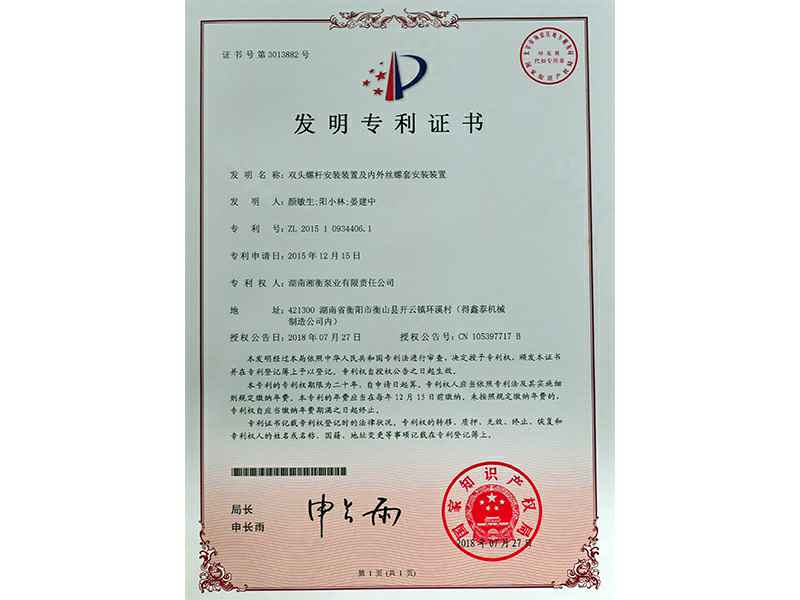 证书号第3013882号
发明专利证书
发明名称：双头螺杆安装装置及内外丝螺套安装装置
发明人：颜敏生;阳小林;晏建中
专利号：ZL 2015 1 0934406.1
专利申请日：2015年12月15日
专利权人：湖南湘衡泵业有限责任公司
地址：421300 湖南省衡阳市衡山县开云镇环溪村（得鑫泰机械
制造公司内）
授权公告日：2018年07月27日 授权公告号：CN 105397717 B
本发明经过本局依照中华人民共和国专利法进行审查，决定授予专利权，颁发本证书
并在专利登记簿上予以登记。专利权自授权公告之日起生效。
本专利的专利权期限为二十年，自申请日起算。专利权人应当依照专利法及其实施细
则规定缴纳年费。本专利的年费应当在每年12月15日前缴纳。未按照规定缴纳年费的，
专利权自应当缴纳年费期满之日起终止。
专利证书记载专利权登记时的法律状况。专利权的转移、质押、无效、终止、恢复和
专利权人的姓名或名称、国籍、地址变更等事项记载在专利登记簿上。
局长
申长雨
申长雨
国家知识产权局
2018年07月27日
第1页(共1页)